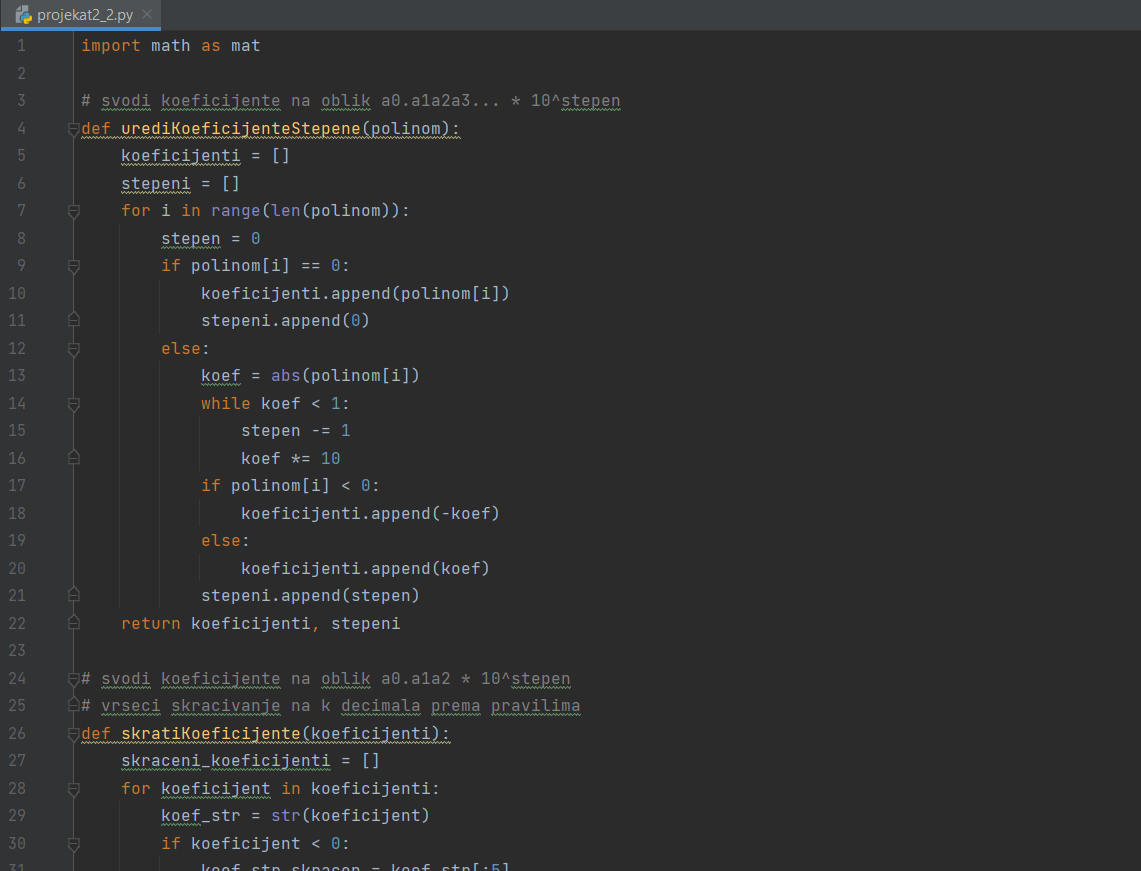 projekat2_2.py
1 import math as mat
2
3 # svodi koeficijente na oblik a0.a1a2a3... * 10^stepen
4 def urediKoeficijenteStepene(polinom):
5     koeficijenti = []
6     stepeni = []
7     for i in range(len(polinom)):
8         stepen = 0
9         if polinom[i] == 0:
10             koeficijenti.append(polinom[i])
11             stepeni.append(0)
12         else:
13             koef = abs(polinom[i])
14             while koef < 1:
15                 stepen -= 1
16                 koef *= 10
17             if polinom[i] < 0:
18                 koeficijenti.append(-koef)
19             else:
20                 koeficijenti.append(koef)
21             stepeni.append(stepen)
22     return koeficijenti, stepeni
23
24 # svodi koeficijente na oblik a0.a1a2 * 10^stepen
25 # vrseci skracivanje na k decimala prema pravilima
26 def skratiKoeficijente(koeficijenti):
27     skraceni_koeficijenti = []
28     for koeficijent in koeficijenti:
29         koef_str = str(koeficijent)
30         if koeficijent < 0:
31             koef_str_skracen = koef_str[:5]